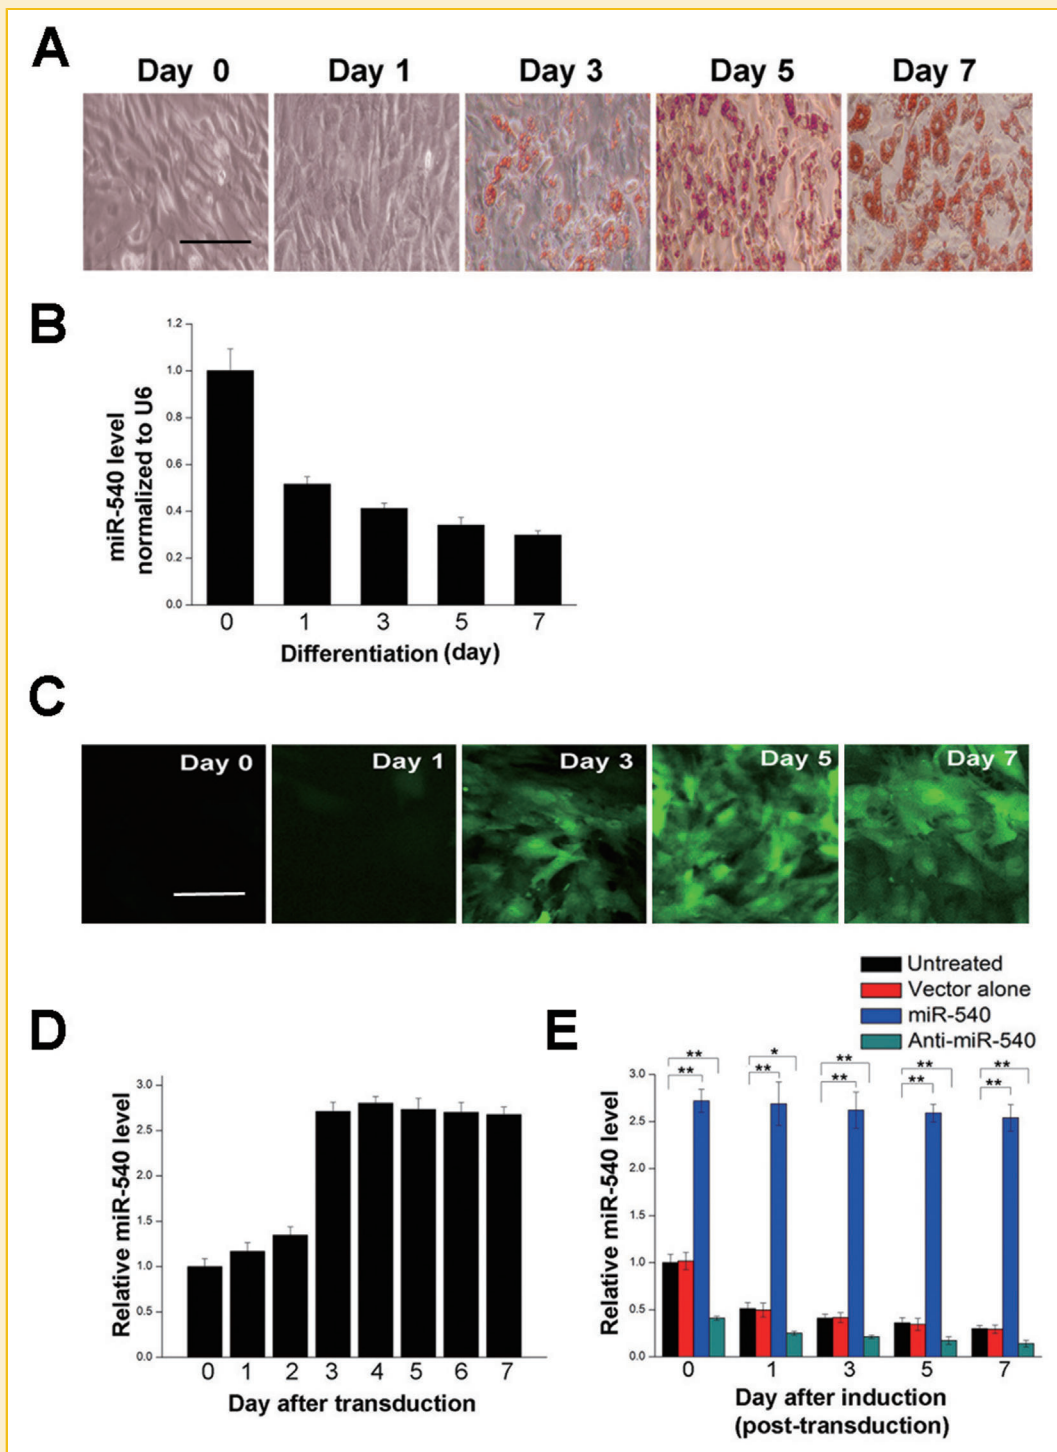 A
Day 0 Day 1 Day 3 Day 5 Day 7
B
miR-540 level
normalized to U6
1.2
1.0
0.8
0.6
0.4
0.2
0.0
0 1 3 5 7
Differentiation (day)
C
Day 0 Day 1 Day 3 Day 5 Day 7
D
Relative miR-540 level
3.0
2.5
2.0
1.5
1.0
0.5
0.0
0 1 2 3 4 5 6 7
Day after transduction
E
Untreated
Vector alone
miR-540
Anti-miR-540
** * ** ** **
** ** ** ** **
Relative miR-540 level
3.0
2.5
2.0
1.5
1.0
0.5
0.0
0 1 3 5 7
Day after induction
(post-transduction)